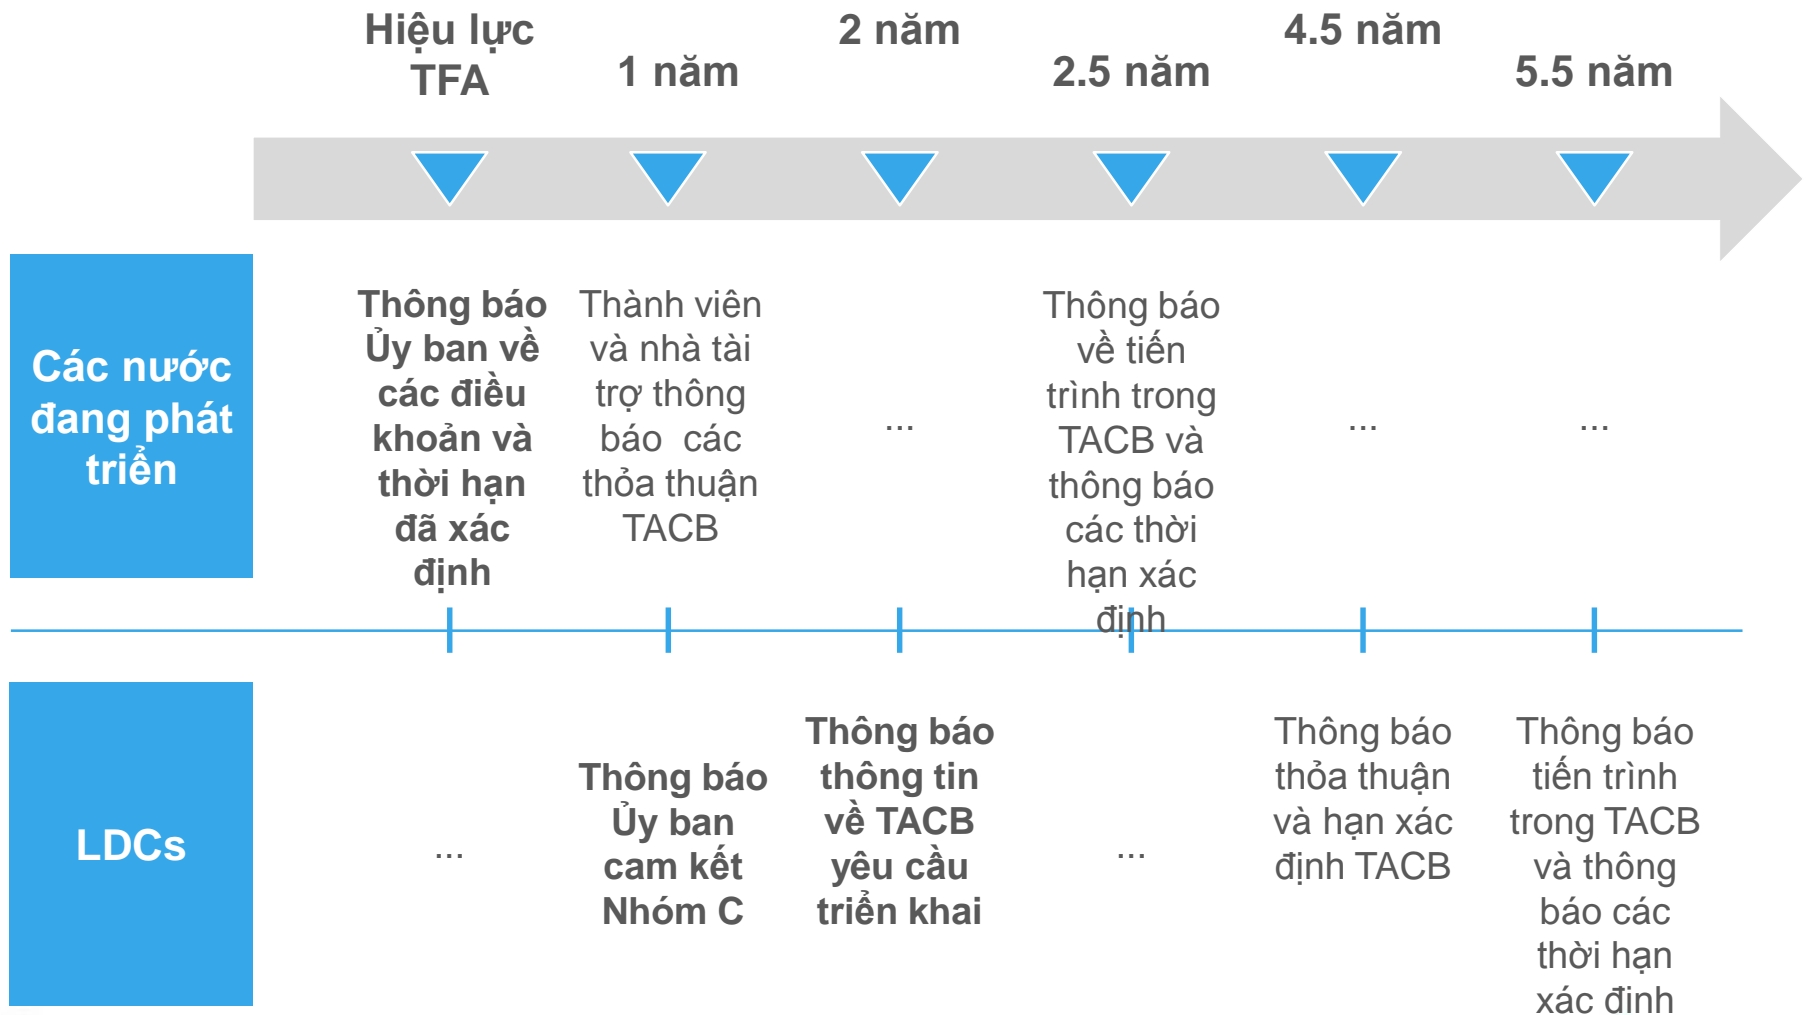 Hiệu lực
TFA
1 năm
2 năm
2.5 năm
4.5 năm
5.5 năm
Các nước
đang phát
triển
Thông báo
Ủy ban về
các điều
khoản và
thời hạn
đã xác
định
Thành viên
và nhà tài
trợ thông
báo các
thỏa thuận
TACB
...
Thông báo
về tiến
trình trong
TACB và
thông báo
các thời
hạn xác
định
...
...
LDCs
...
Thông báo
Ủy ban
cam kết
Nhóm C
Thông báo
thông tin
về TACB
yêu cầu
triển khai
...
Thông báo
thỏa thuận
và hạn xác
định TACB
Thông báo
tiến trình
trong TACB
và thông
báo các
thời hạn
xác định